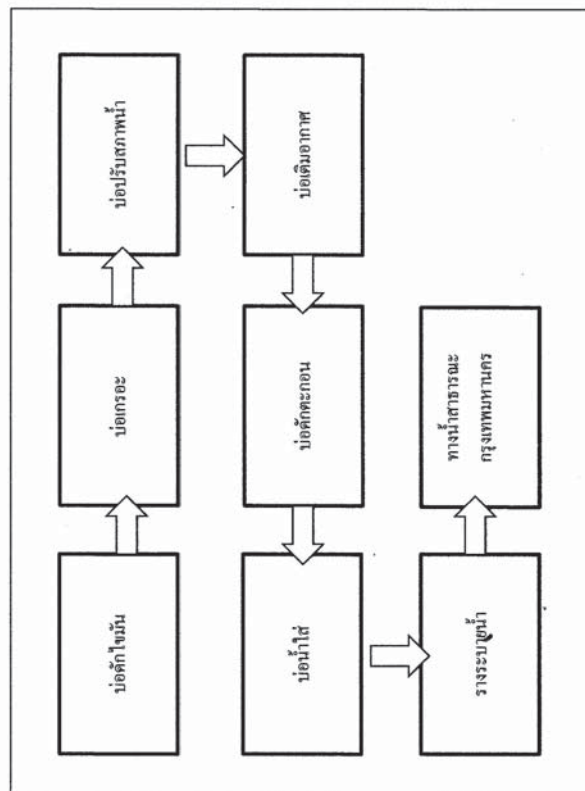 บ่อดักไขมัน
บ่อเกรอะ
บ่อปรับสภาพน้ำ
บ่อเติมอากาศ
บ่อดักตะกอน
บ่อน้ำใส่
รางระบายน้ำ
ทางน้ำสาธารณะ
กรุงเทพมหานคร